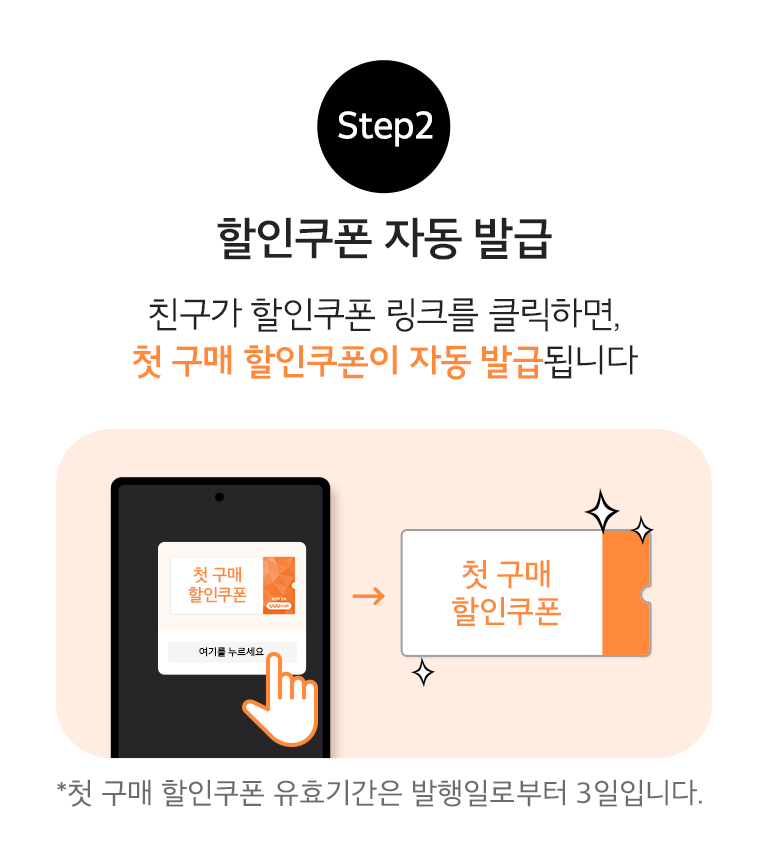 Step2
할인쿠폰 자동 발급
친구가 할인쿠폰 링크를 클릭하면,
첫 구매 할인쿠폰이 자동 발급됩니다
첫 구매
할인쿠폰
여기를 누르세요
첫 구매
할인쿠폰
*첫 구매 할인쿠폰 유효기간은 발행일로부터 3일입니다.